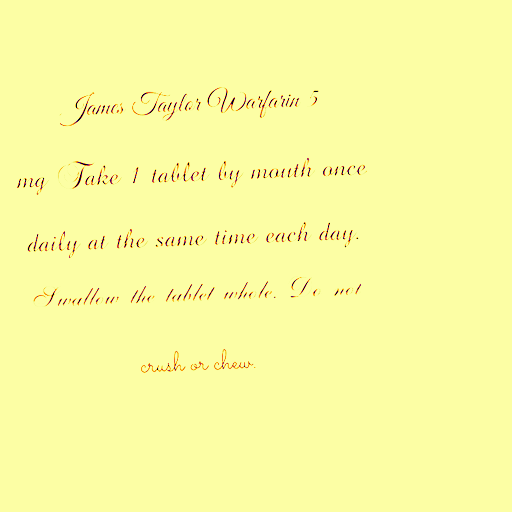 James Taylor Warfarin 5
mg Take 1 tablet by mouth once
daily at the same time each day.
Swallow the tablet whole. Do not
crush or chew.